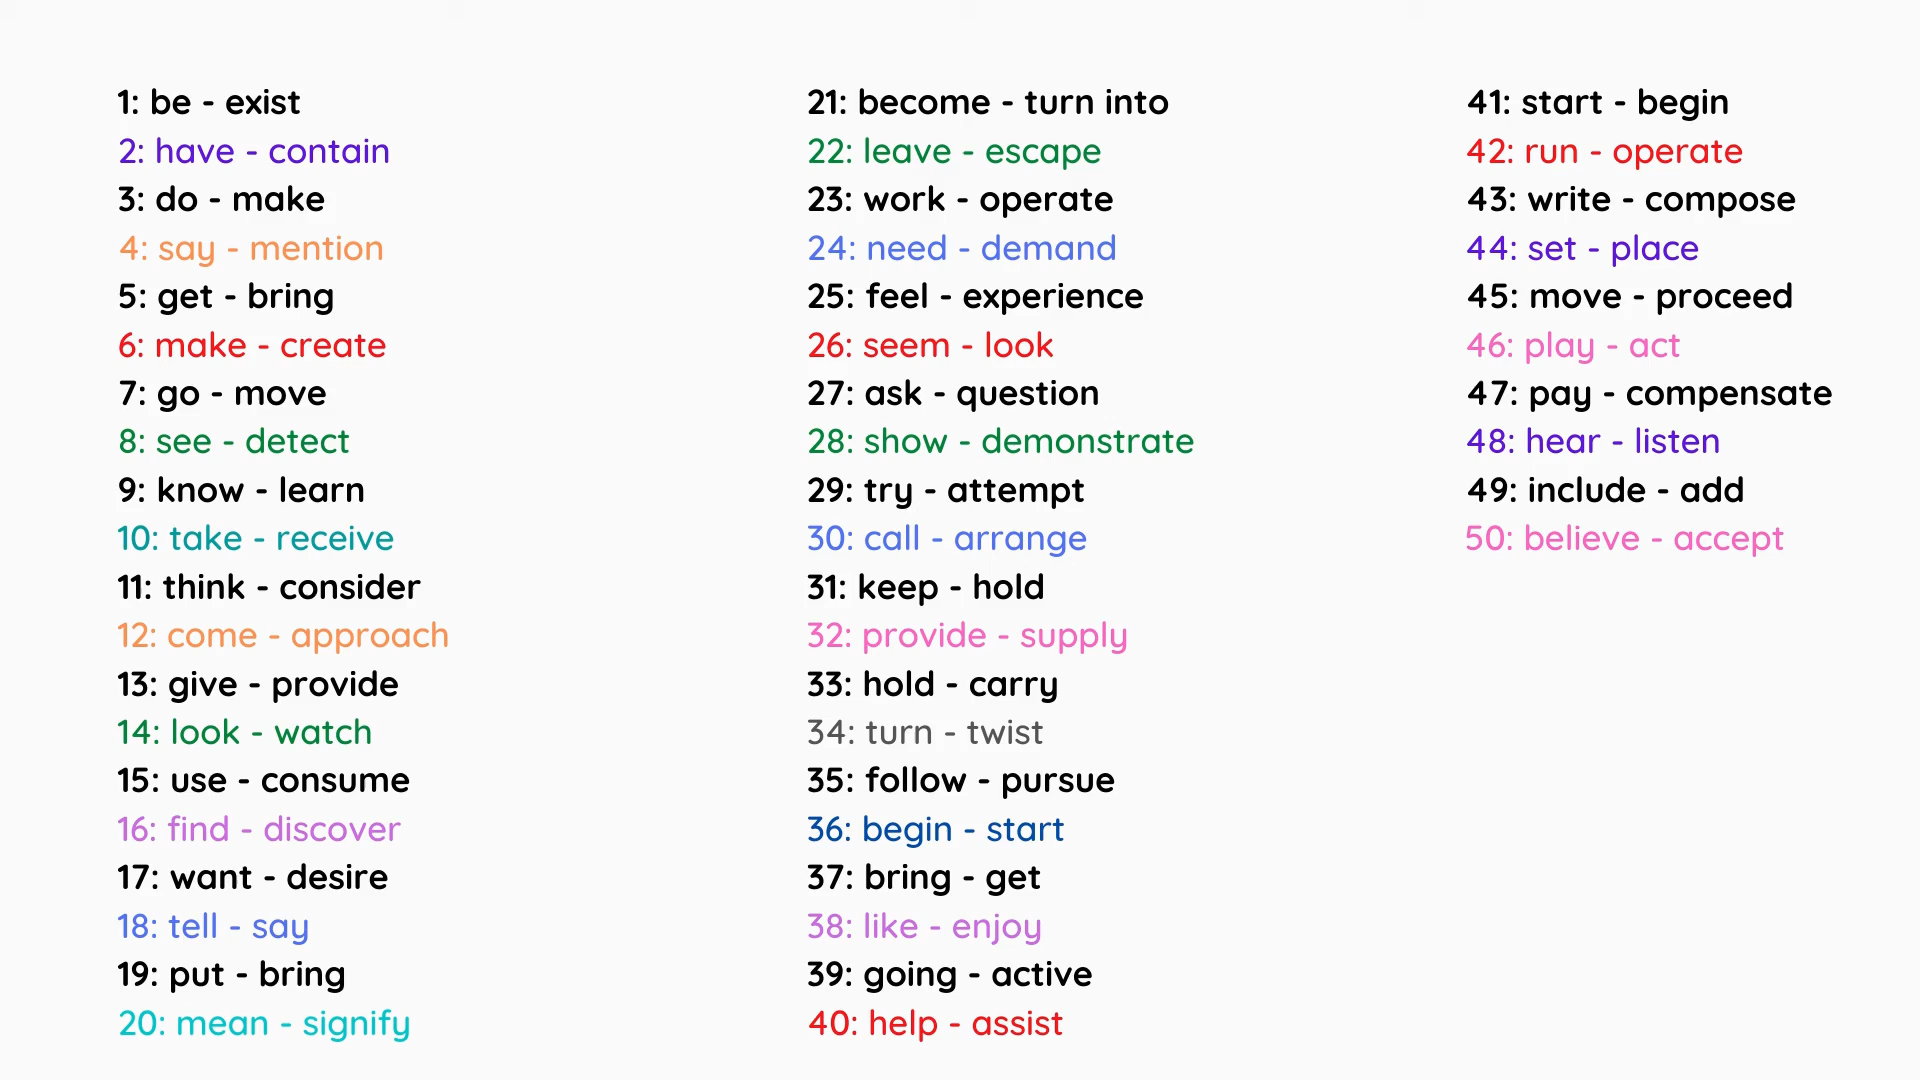 1: be - exist
2: have - contain
3: do - make
4: say - mention
5: get - bring
6: make - create
7: go - move
8: see - detect
9: know - learn
10: take - receive
11: think - consider
12: come - approach
13: give - provide
14: look - watch
15: use - consume
16: find - discover
17: want - desire
18: tell - say
19: put - bring
20: mean - signify
21: become - turn into
22: leave - escape
23: work - operate
24: need - demand
25: feel - experience
26: seem - look
27: ask - question
28: show - demonstrate
29: try - attempt
30: call - arrange
31: keep - hold
32: provide - supply
33: hold - carry
34: turn - twist
35: follow - pursue
36: begin - start
37: bring - get
38: like - enjoy
39: going - active
40: help - assist
41: start - begin
42: run - operate
43: write - compose
44: set - place
45: move - proceed
46: play - act
47: pay - compensate
48: hear - listen
49: include - add
50: believe - accept